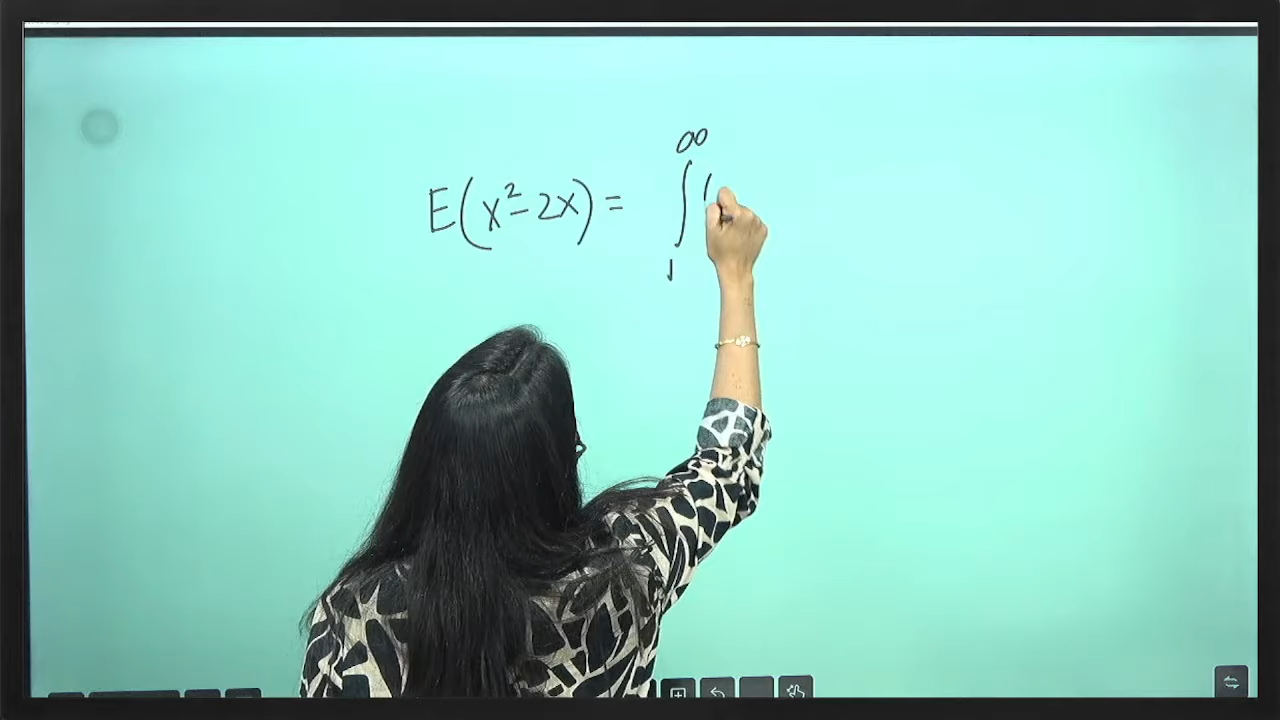 E(x²-2x) = ∫₁^∞ (